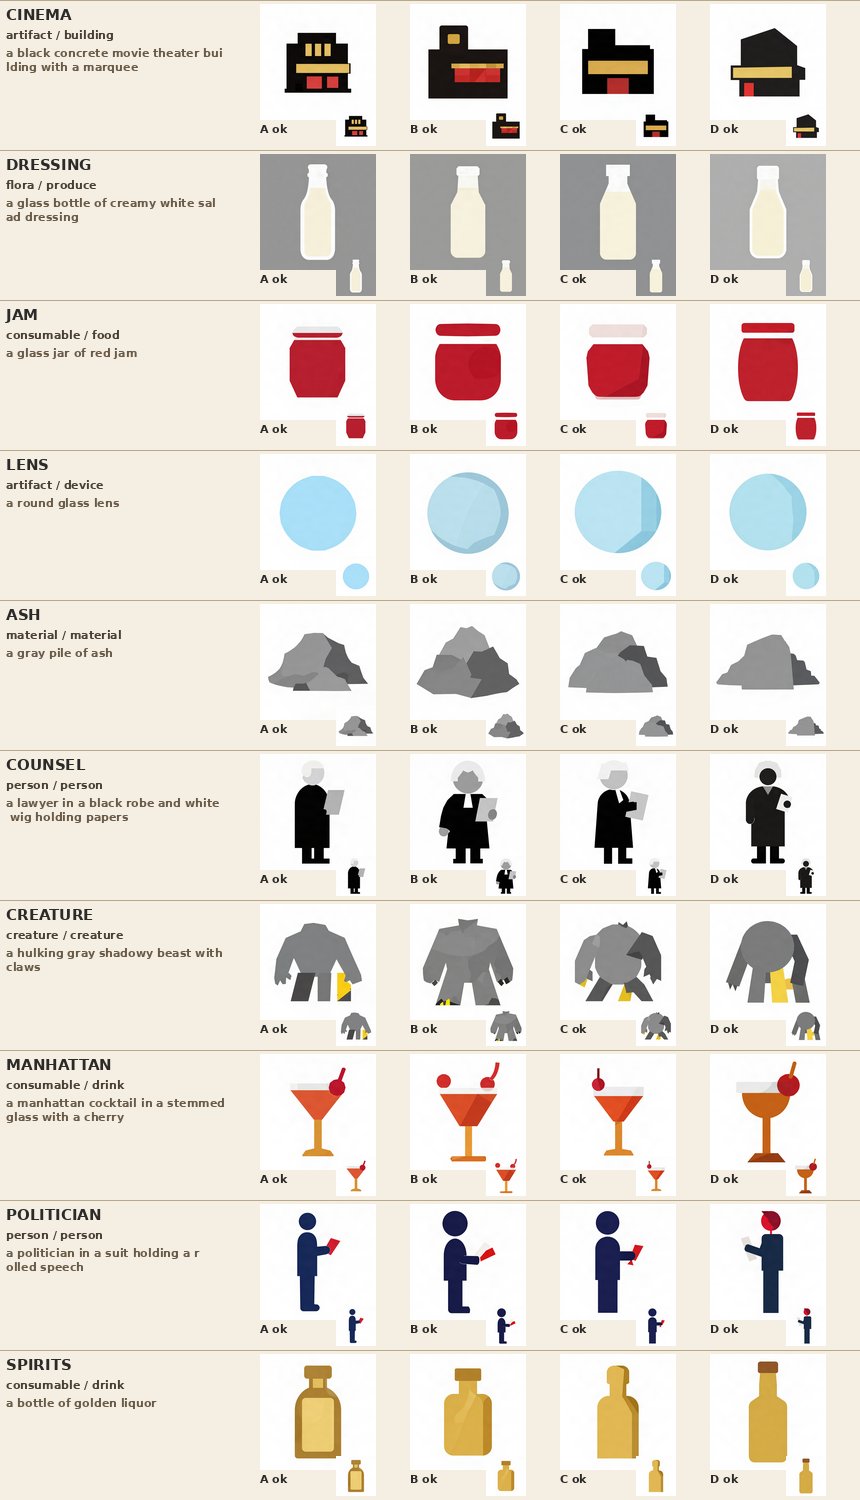 CINEMA
artifact / building
a black concrete movie theater bui
lding with a marquee
A ok
B ok
C ok
D ok
DRESSING
flora / produce
a glass bottle of creamy white sal
ad dressing
A ok
B ok
C ok
D ok
JAM
consumable / food
a glass jar of red jam
A ok
B ok
C ok
D ok
LENS
artifact / device
a round glass lens
A ok
B ok
C ok
D ok
ASH
material / material
a gray pile of ash
A ok
B ok
C ok
D ok
COUNSEL
person / person
a lawyer in a black robe and white
wig holding papers
A ok
B ok
C ok
D ok
CREATURE
creature / creature
a hulking gray shadowy beast with
claws
A ok
B ok
C ok
D ok
MANHATTAN
consumable / drink
a manhattan cocktail in a stemmed
glass with a cherry
A ok
B ok
C ok
D ok
POLITICIAN
person / person
a politician in a suit holding a r
olled speech
A ok
B ok
C ok
D ok
SPIRITS
consumable / drink
a bottle of golden liquor
A ok
B ok
C ok
D ok